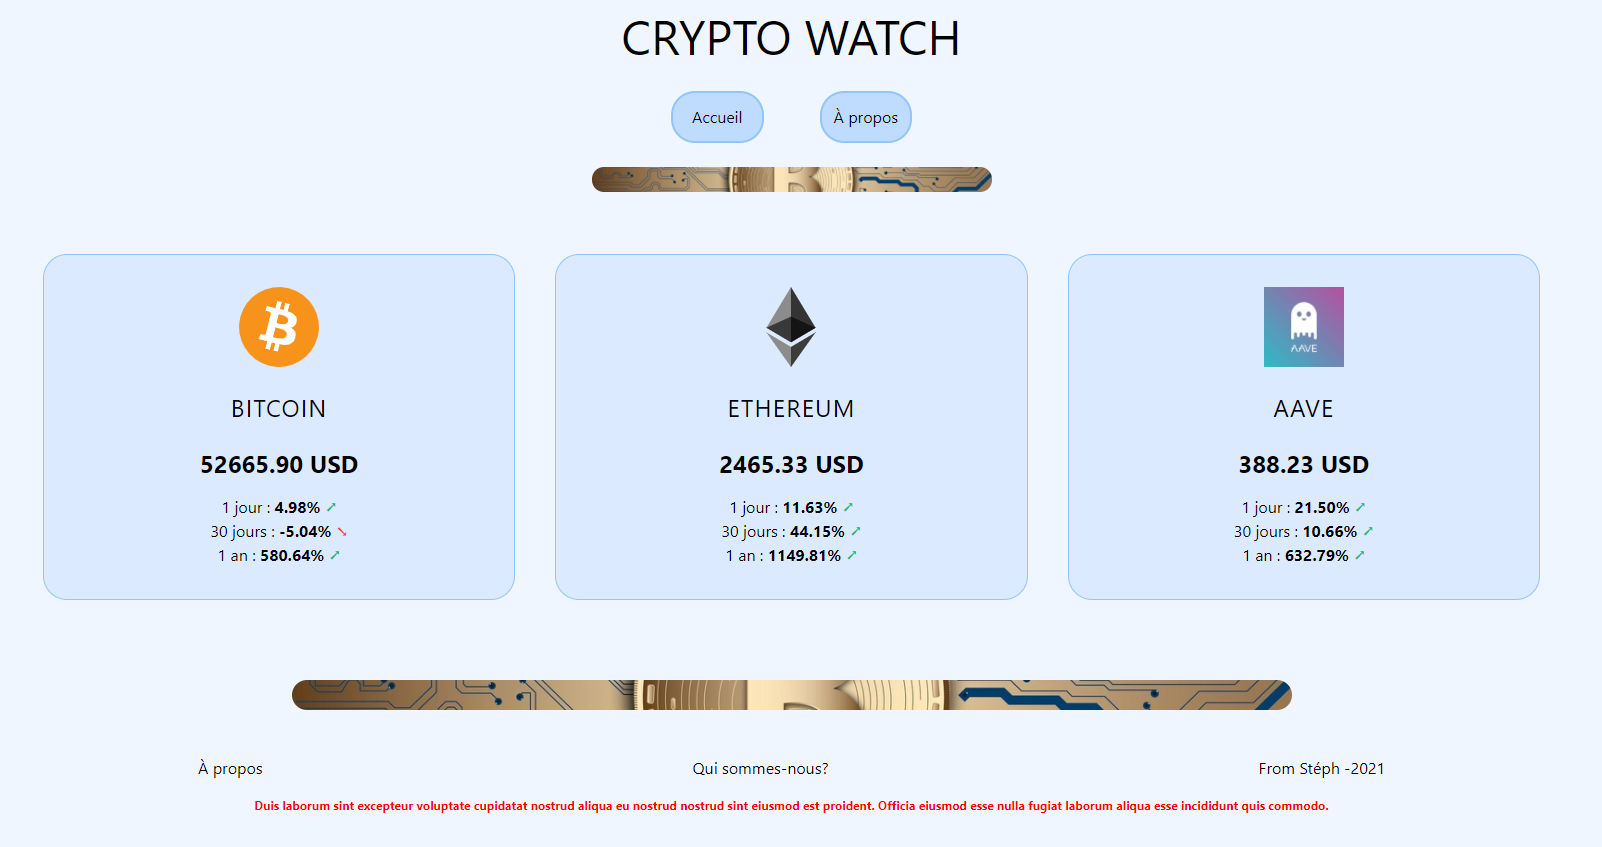 CRYPTO WATCH
Accueil
À propos
BITCOIN
52665.90 USD
1 jour : 4.98% ➚
30 jours : -5.04% ➘
1 an : 580.64% ➚
ETHEREUM
2465.33 USD
1 jour : 11.63% ➚
30 jours : 44.15% ➚
1 an : 1149.81% ➚
AAVE
AAVE
388.23 USD
1 jour : 21.50% ➚
30 jours : 10.66% ➚
1 an : 632.79% ➚
À propos
Qui sommes-nous?
From Stéph -2021
Duis laborum sint excepteur voluptate cupidatat nostrud aliqua eu nostrud nostrud sint eiusmod est proident. Officia eiusmod esse nulla fugiat laborum aliqua esse incididunt quis commodo.